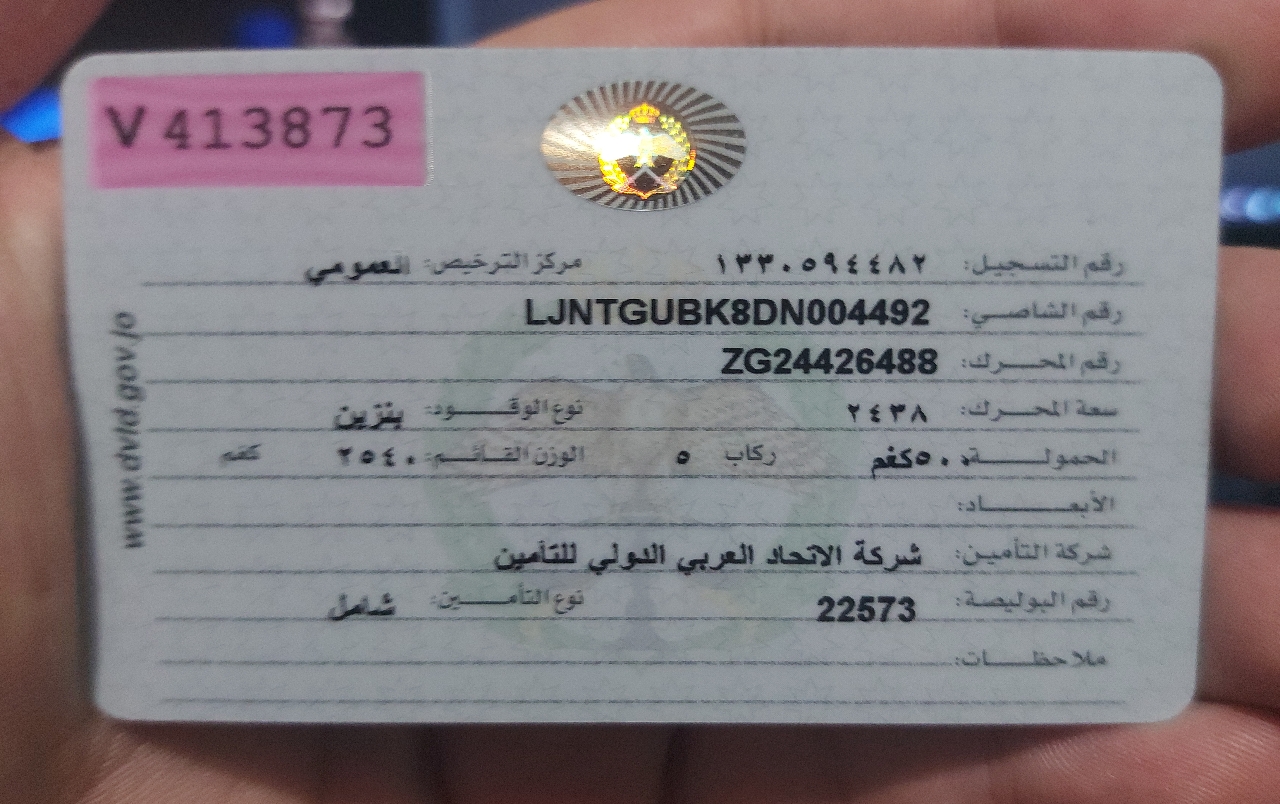 V 413873
رقم التسجيل: ١٣٣٠٥٩٤٤٨٢ مركز الترخيص: العمومي
رقم الشاصي: LJNTGUBK8DN004492
رقم المحرك: ZG24426488
سعة المحرك: ٢٤٣٨ نوع الوقود: بنزين
الحمولة: ٥٠٠كغم ركاب ٥ الوزن القائم: ٢٥٤٠ كغم
الأبعاد:
شركة التأمين: شركة الاتحاد العربي الدولي للتأمين
رقم البوليصة: 22573 نوع التأمين: شامل
ملاحظات:
www.dvld.gov.jo